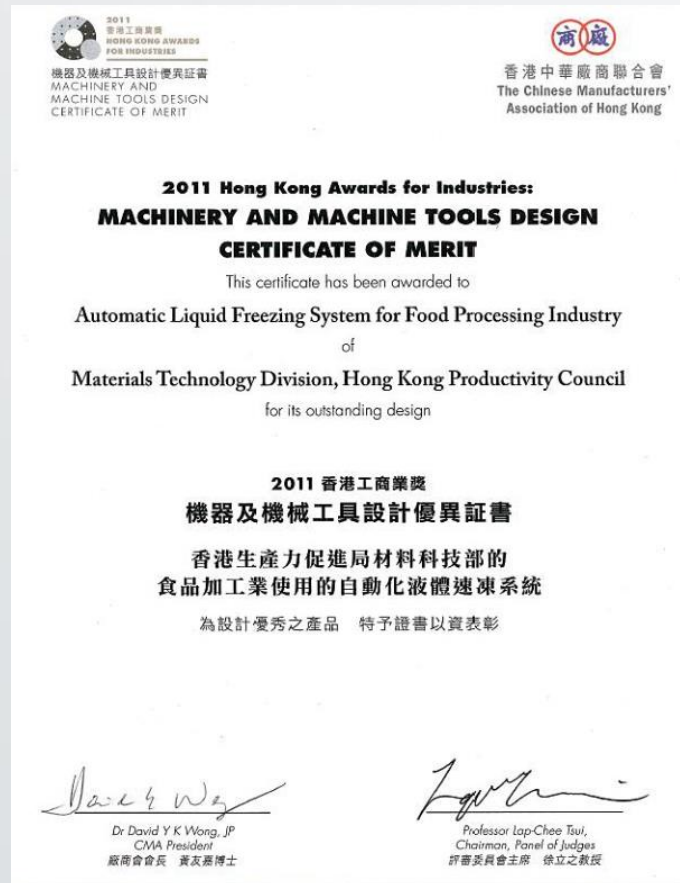 2011
香港工商業獎
HONG KONG AWARDS
FOR INDUSTRIES
機器及機械工具設計優異証書
MACHINERY AND
MACHINE TOOLS DESIGN
CERTIFICATE OF MERIT
商 廠
香港中華廠商聯合會
The Chinese Manufacturers'
Association of Hong Kong
2011 Hong Kong Awards for Industries:
MACHINERY AND MACHINE TOOLS DESIGN
CERTIFICATE OF MERIT
This certificate has been awarded to
Automatic Liquid Freezing System for Food Processing Industry
of
Materials Technology Division, Hong Kong Productivity Council
for its outstanding design
2011 香港工商業獎
機器及機械工具設計優異証書
香港生產力促進局材料科技部的
食品加工業使用的自動化液體速凍系統
為設計優秀之產品 特予證書以資表彰
Dr David Y K Wong, JP
CMA President
廠商會會長 黃友嘉博士
Professor Lap-Chee Tsui,
Chairman, Panel of Judges
評審委員會主席 徐立之教授